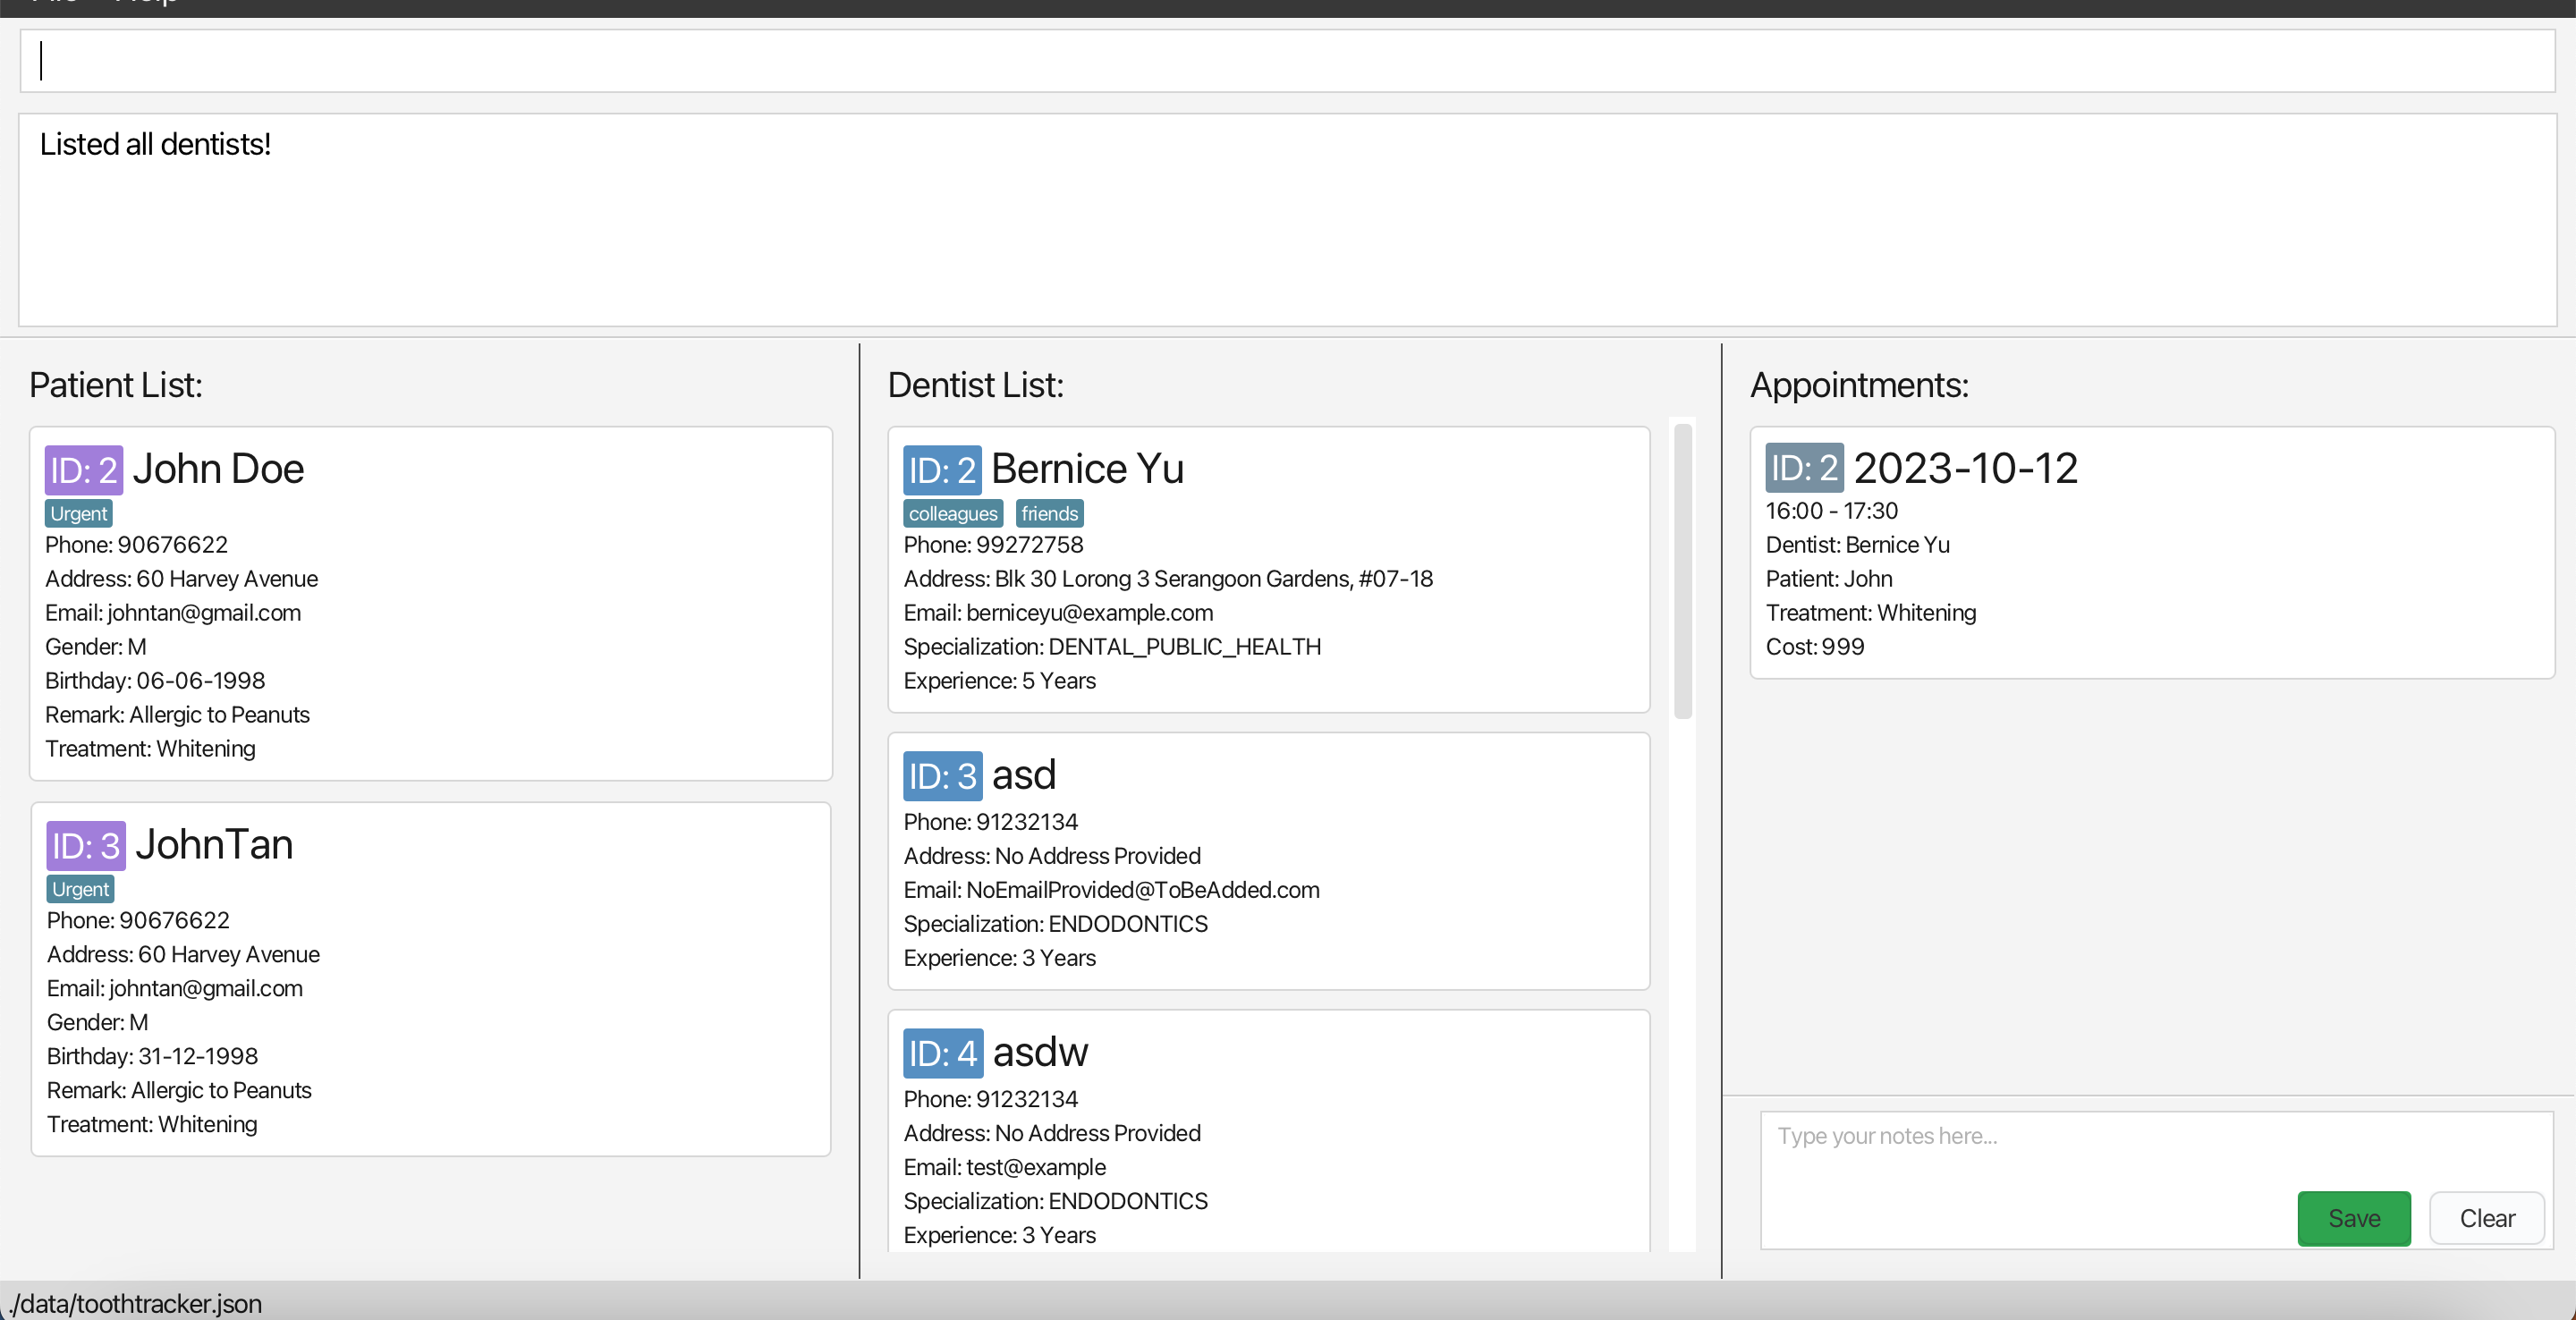 Listed all dentists!
Patient List:
ID: 2 John Doe
Urgent
Phone: 90676622
Address: 60 Harvey Avenue
Email: johntan@gmail.com
Gender: M
Birthday: 06-06-1998
Remark: Allergic to Peanuts
Treatment: Whitening
ID: 3 JohnTan
Urgent
Phone: 90676622
Address: 60 Harvey Avenue
Email: johntan@gmail.com
Gender: M
Birthday: 31-12-1998
Remark: Allergic to Peanuts
Treatment: Whitening
Dentist List:
ID: 2 Bernice Yu
colleagues friends
Phone: 99272758
Address: Blk 30 Lorong 3 Serangoon Gardens, #07-18
Email: berniceyu@example.com
Specialization: DENTAL_PUBLIC_HEALTH
Experience: 5 Years
ID: 3 asd
Phone: 91232134
Address: No Address Provided
Email: NoEmailProvided@ToBeAdded.com
Specialization: ENDODONTICS
Experience: 3 Years
ID: 4 asdw
Phone: 91232134
Address: No Address Provided
Email: test@example
Specialization: ENDODONTICS
Experience: 3 Years
Appointments:
ID: 2 2023-10-12
16:00 - 17:30
Dentist: Bernice Yu
Patient: John
Treatment: Whitening
Cost: 999
Type your notes here...
Save Clear
./data/toothtracker.json